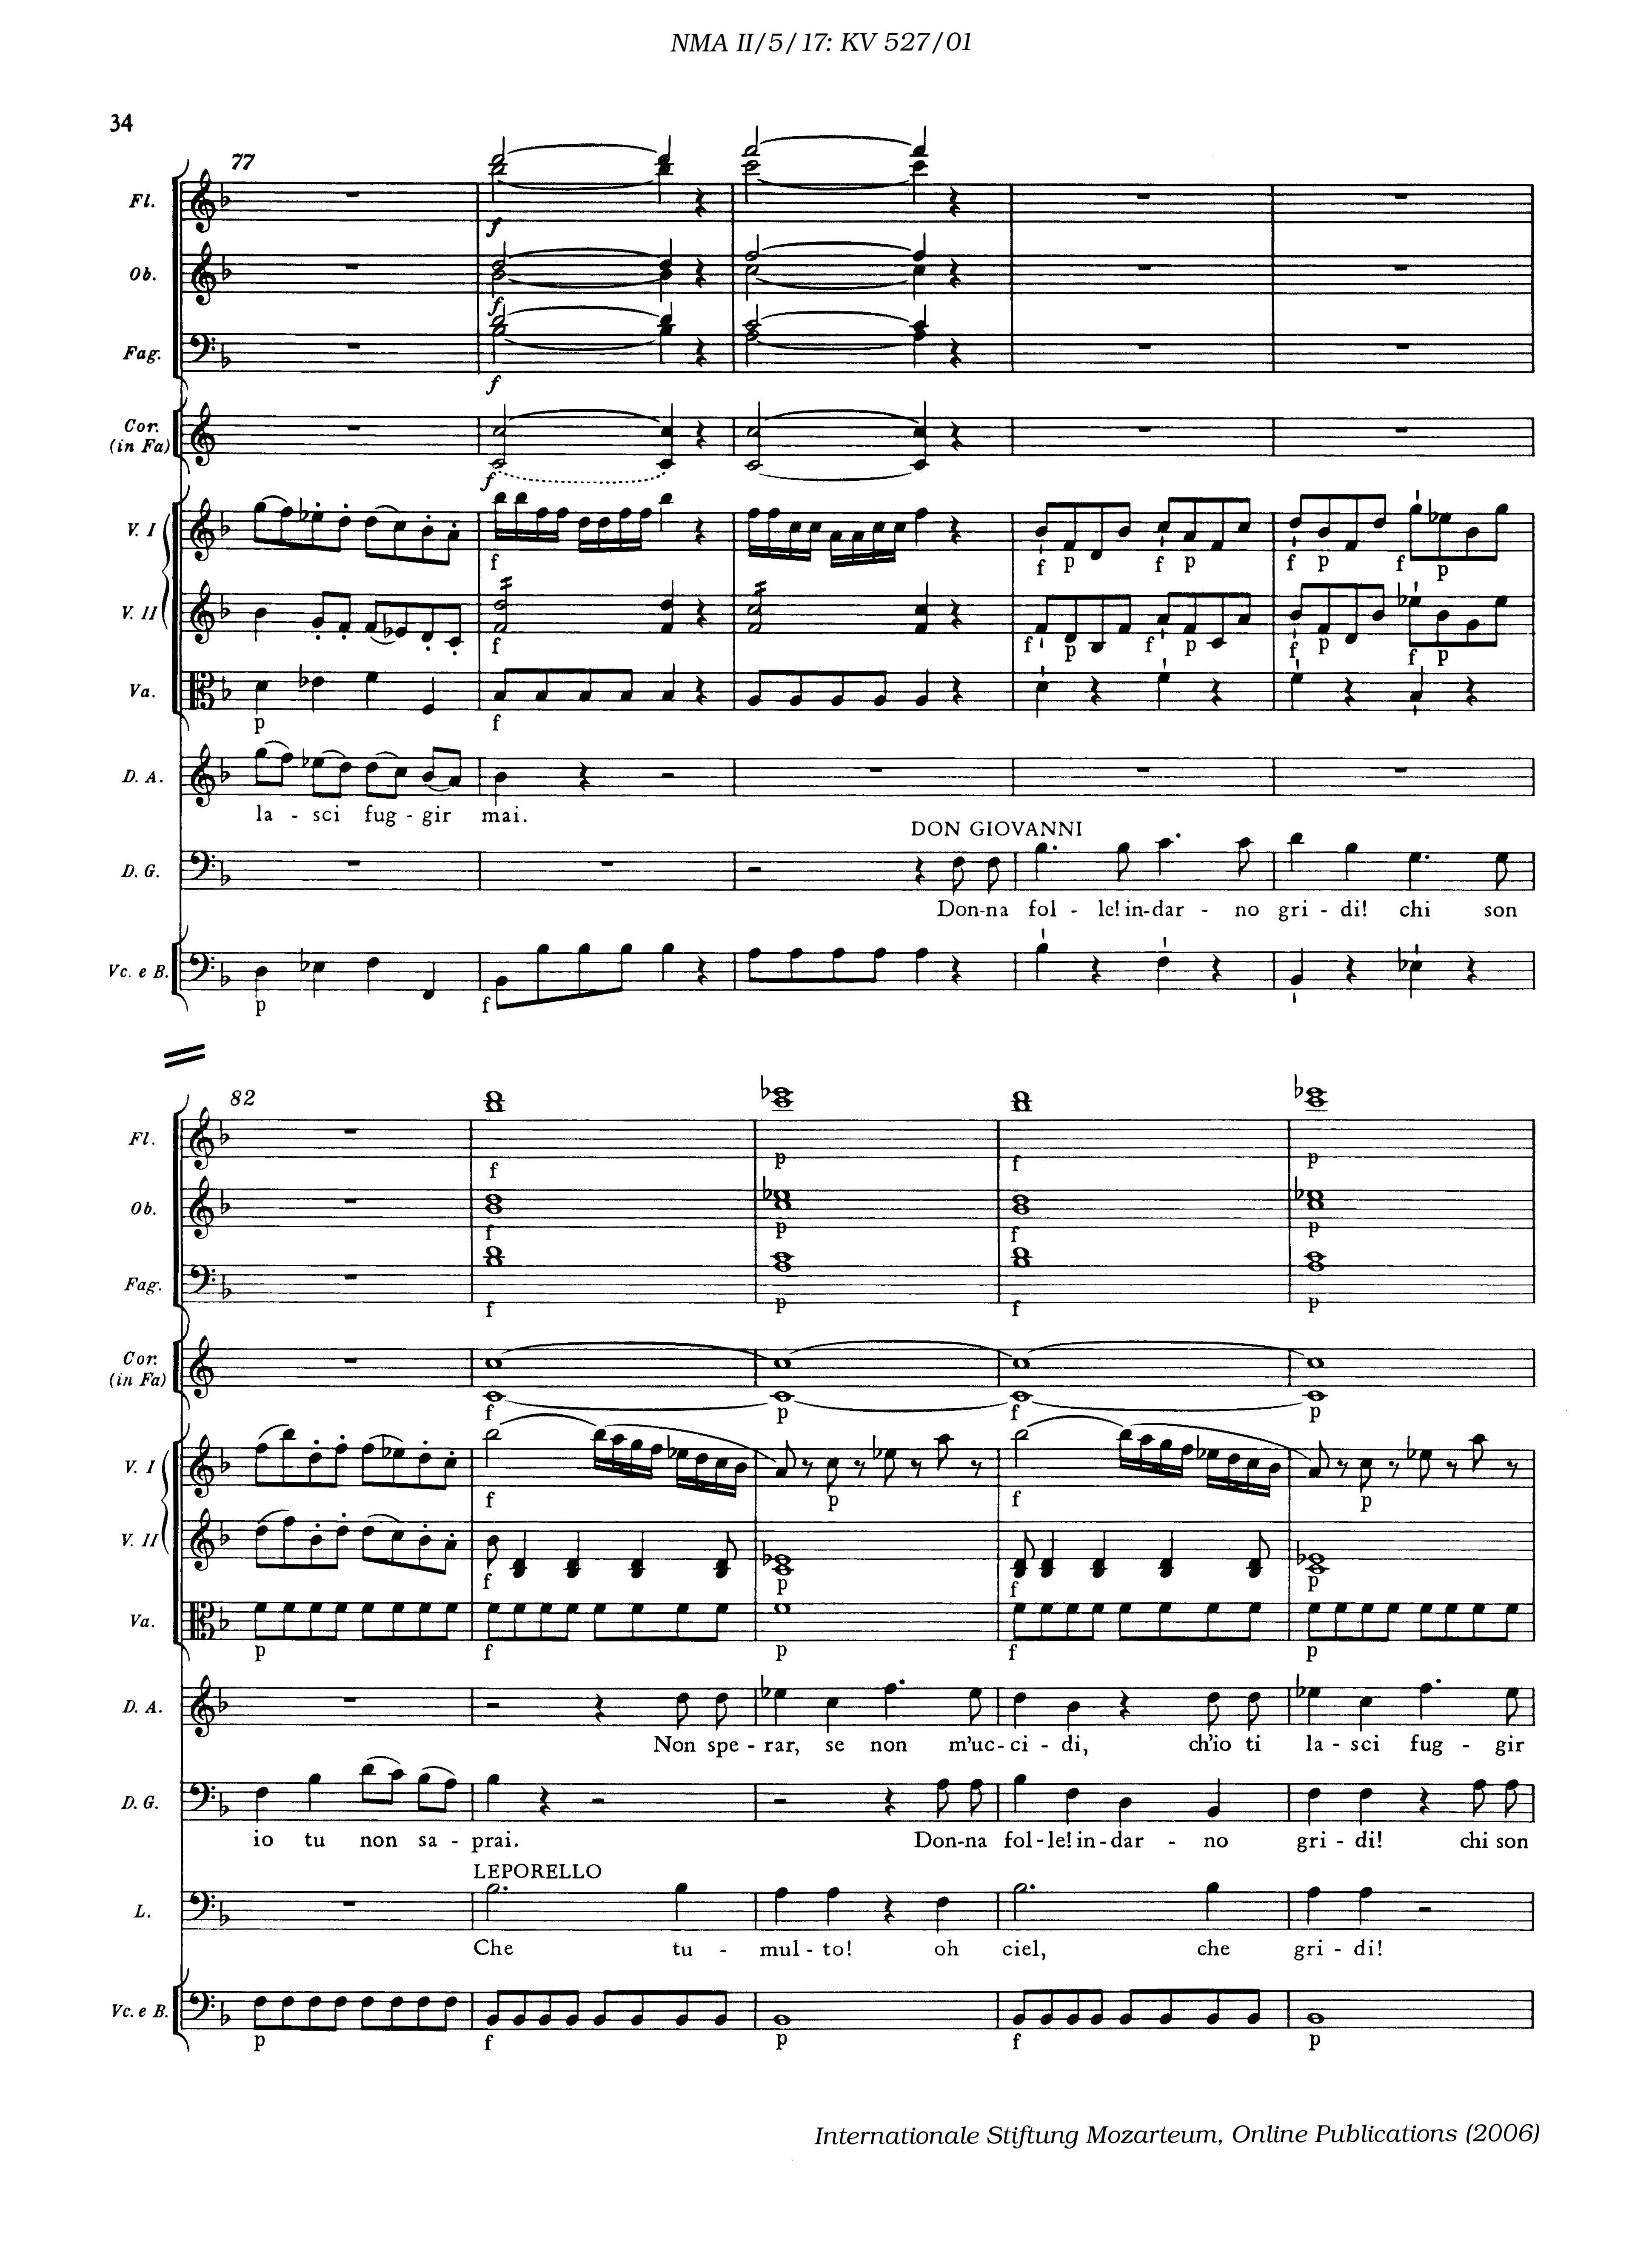 NMA II/5/17: KV 527/01
34
77
Fl.
f
Ob.
f
Fag.
f
Cor.
(in Fa)
f
V. I
f f p f p f p f p
V. II
f f p f p f p f p
Va.
p f
D. A.
la - sci fug - gir mai.
DON GIOVANNI
D. G.
Don-na fol - le! in-dar - no gri - di! chi son
Vc. e B.
p f
82
Fl.
f p f p
Ob.
f p f p
Fag.
f p f p
Cor.
(in Fa)
f p f p
V. I
f p f p
V. II
f p f p
Va.
p f p f p
D. A.
Non spe - rar, se non m'uc - ci - di, ch'io ti la - sci fug - gir
D. G.
io tu non sa - prai. Don-na fol-le! in-dar - no gri - di! chi son
LEPORELLO
L.
Che tu - mul - to! oh ciel, che gri - di!
Vc. e B.
p f p f p
Internationale Stiftung Mozarteum, Online Publications (2006)